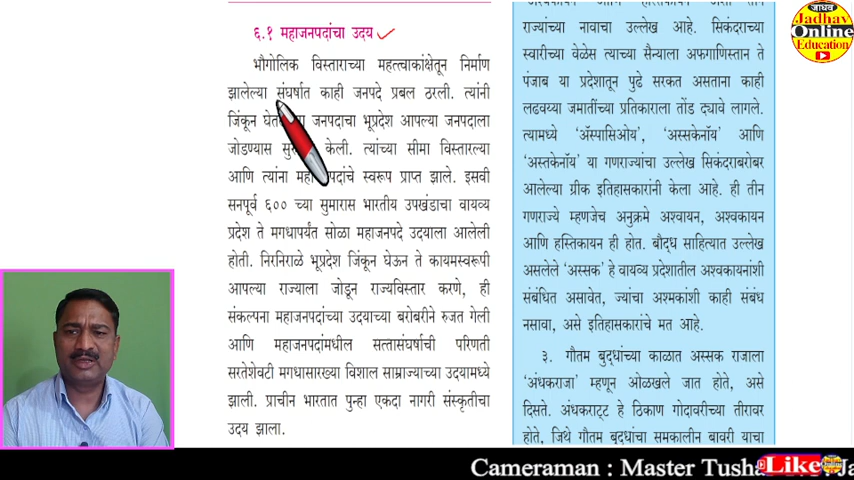 ६.१ महाजनपदांचा उदय
भौगोलिक विस्ताराच्या महत्त्वाकांक्षेतून निर्माण
झालेल्या संघर्षात काही जनपदे प्रबल ठरली. त्यांनी
जिंकून जनपदाचा भूप्रदेश आपल्या जनपदाला
जोडण्यास केली. त्यांच्या सीमा विस्तारल्या
आणि त्यांना स्वरूप प्राप्त झाले. इसवी
सनपूर्व ६०० च्या सुमारास भारतीय उपखंडाचा वायव्य
प्रदेश ते मगधापर्यंत सोळा महाजनपदे उदयाला आलेली
होती. निरनिराळे भूप्रदेश जिंकून घेऊन ते कायमस्वरूपी
आपल्या राज्याला जोडून राज्यविस्तार करणे, ही
संकल्पना महाजनपदांच्या उदयाच्या बरोबरीने रुजत गेली
आणि महाजनपदांमधील सत्तासंघर्षाची परिणती
सरतेशेवटी मगधासारख्या विशाल साम्राज्याच्या उदयामध्ये
झाली. प्राचीन भारतात पुन्हा एकदा नागरी संस्कृतीचा
उदय झाला.
राज्यांच्या नावाचा उल्लेख आहे. सिकंदराच्या
स्वारीच्या वेळेस त्याच्या सैन्याला अफगाणिस्तान ते
पंजाब या प्रदेशातून पुढे सरकत असताना काही
लढवय्या जमातींच्या प्रतिकाराला तोंड द्यावे लागले.
त्यामध्ये ‘ॲस्पासिओय’, ‘अस्सकेनॉय’ आणि
‘अस्तकेनॉय’ या गणराज्यांचा उल्लेख सिकंदराबरोबर
आलेल्या ग्रीक इतिहासकारांनी केला आहे. ही तीन
गणराज्ये म्हणजेच अनुक्रमे अश्वायन, अश्वकायन
आणि हस्तिकायन ही होत. बौद्ध साहित्यात उल्लेख
असलेले ‘अस्सक’ हे वायव्य प्रदेशातील अश्वकायनांशी
संबंधित असावेत, ज्यांचा अश्मकांशी काही संबंध
नसावा, असे इतिहासकारांचे मत आहे.
३. गौतम बुद्धांच्या काळात अस्सक राजाला
‘अंधकराजा’ म्हणून ओळखले जात होते, असे
दिसते. अंधकराट्ट हे ठिकाण गोदावरीच्या तीरावर
होते, जिथे गौतम बुद्धांचा समकालीन बावरी याचा
जाधव
Jadhav
Online
Education
Cameraman : Master Tusha
Like